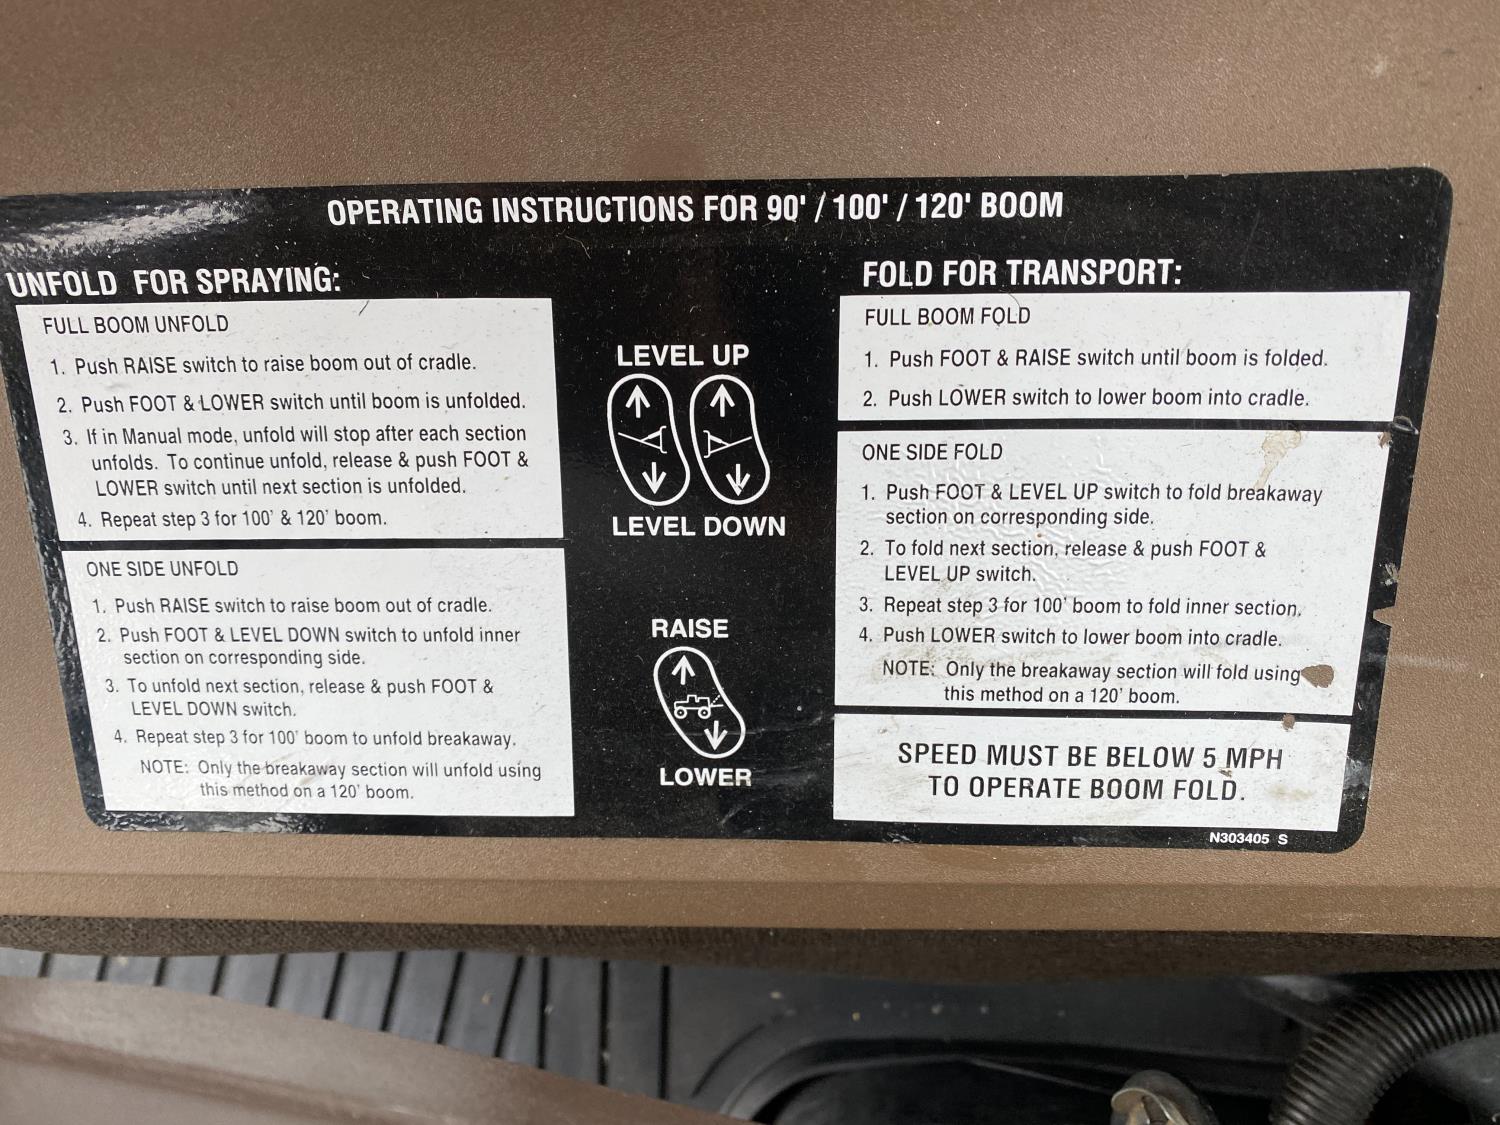 OPERATING INSTRUCTIONS FOR 90' / 100' / 120' BOOM
UNFOLD FOR SPRAYING:
FULL BOOM UNFOLD
1. Push RAISE switch to raise boom out of cradle.
2. Push FOOT & LOWER switch until boom is unfolded.
3. If in Manual mode, unfold will stop after each section
unfolds. To continue unfold, release & push FOOT &
LOWER switch until next section is unfolded.
4. Repeat step 3 for 100' & 120' boom.
ONE SIDE UNFOLD
1. Push RAISE switch to raise boom out of cradle.
2. Push FOOT & LEVEL DOWN switch to unfold inner
section on corresponding side.
3. To unfold next section, release & push FOOT &
LEVEL DOWN switch.
4. Repeat step 3 for 100' boom to unfold breakaway.
NOTE: Only the breakaway section will unfold using
this method on a 120' boom.
LEVEL UP
LEVEL DOWN
RAISE
LOWER
FOLD FOR TRANSPORT:
FULL BOOM FOLD
1. Push FOOT & RAISE switch until boom is folded.
2. Push LOWER switch to lower boom into cradle.
ONE SIDE FOLD
1. Push FOOT & LEVEL UP switch to fold breakaway
section on corresponding side.
2. To fold next section, release & push FOOT &
LEVEL UP switch.
3. Repeat step 3 for 100' boom to fold inner section.
4. Push LOWER switch to lower boom into cradle.
NOTE: Only the breakaway section will fold using
this method on a 120' boom.
SPEED MUST BE BELOW 5 MPH
TO OPERATE BOOM FOLD.
N303405 S